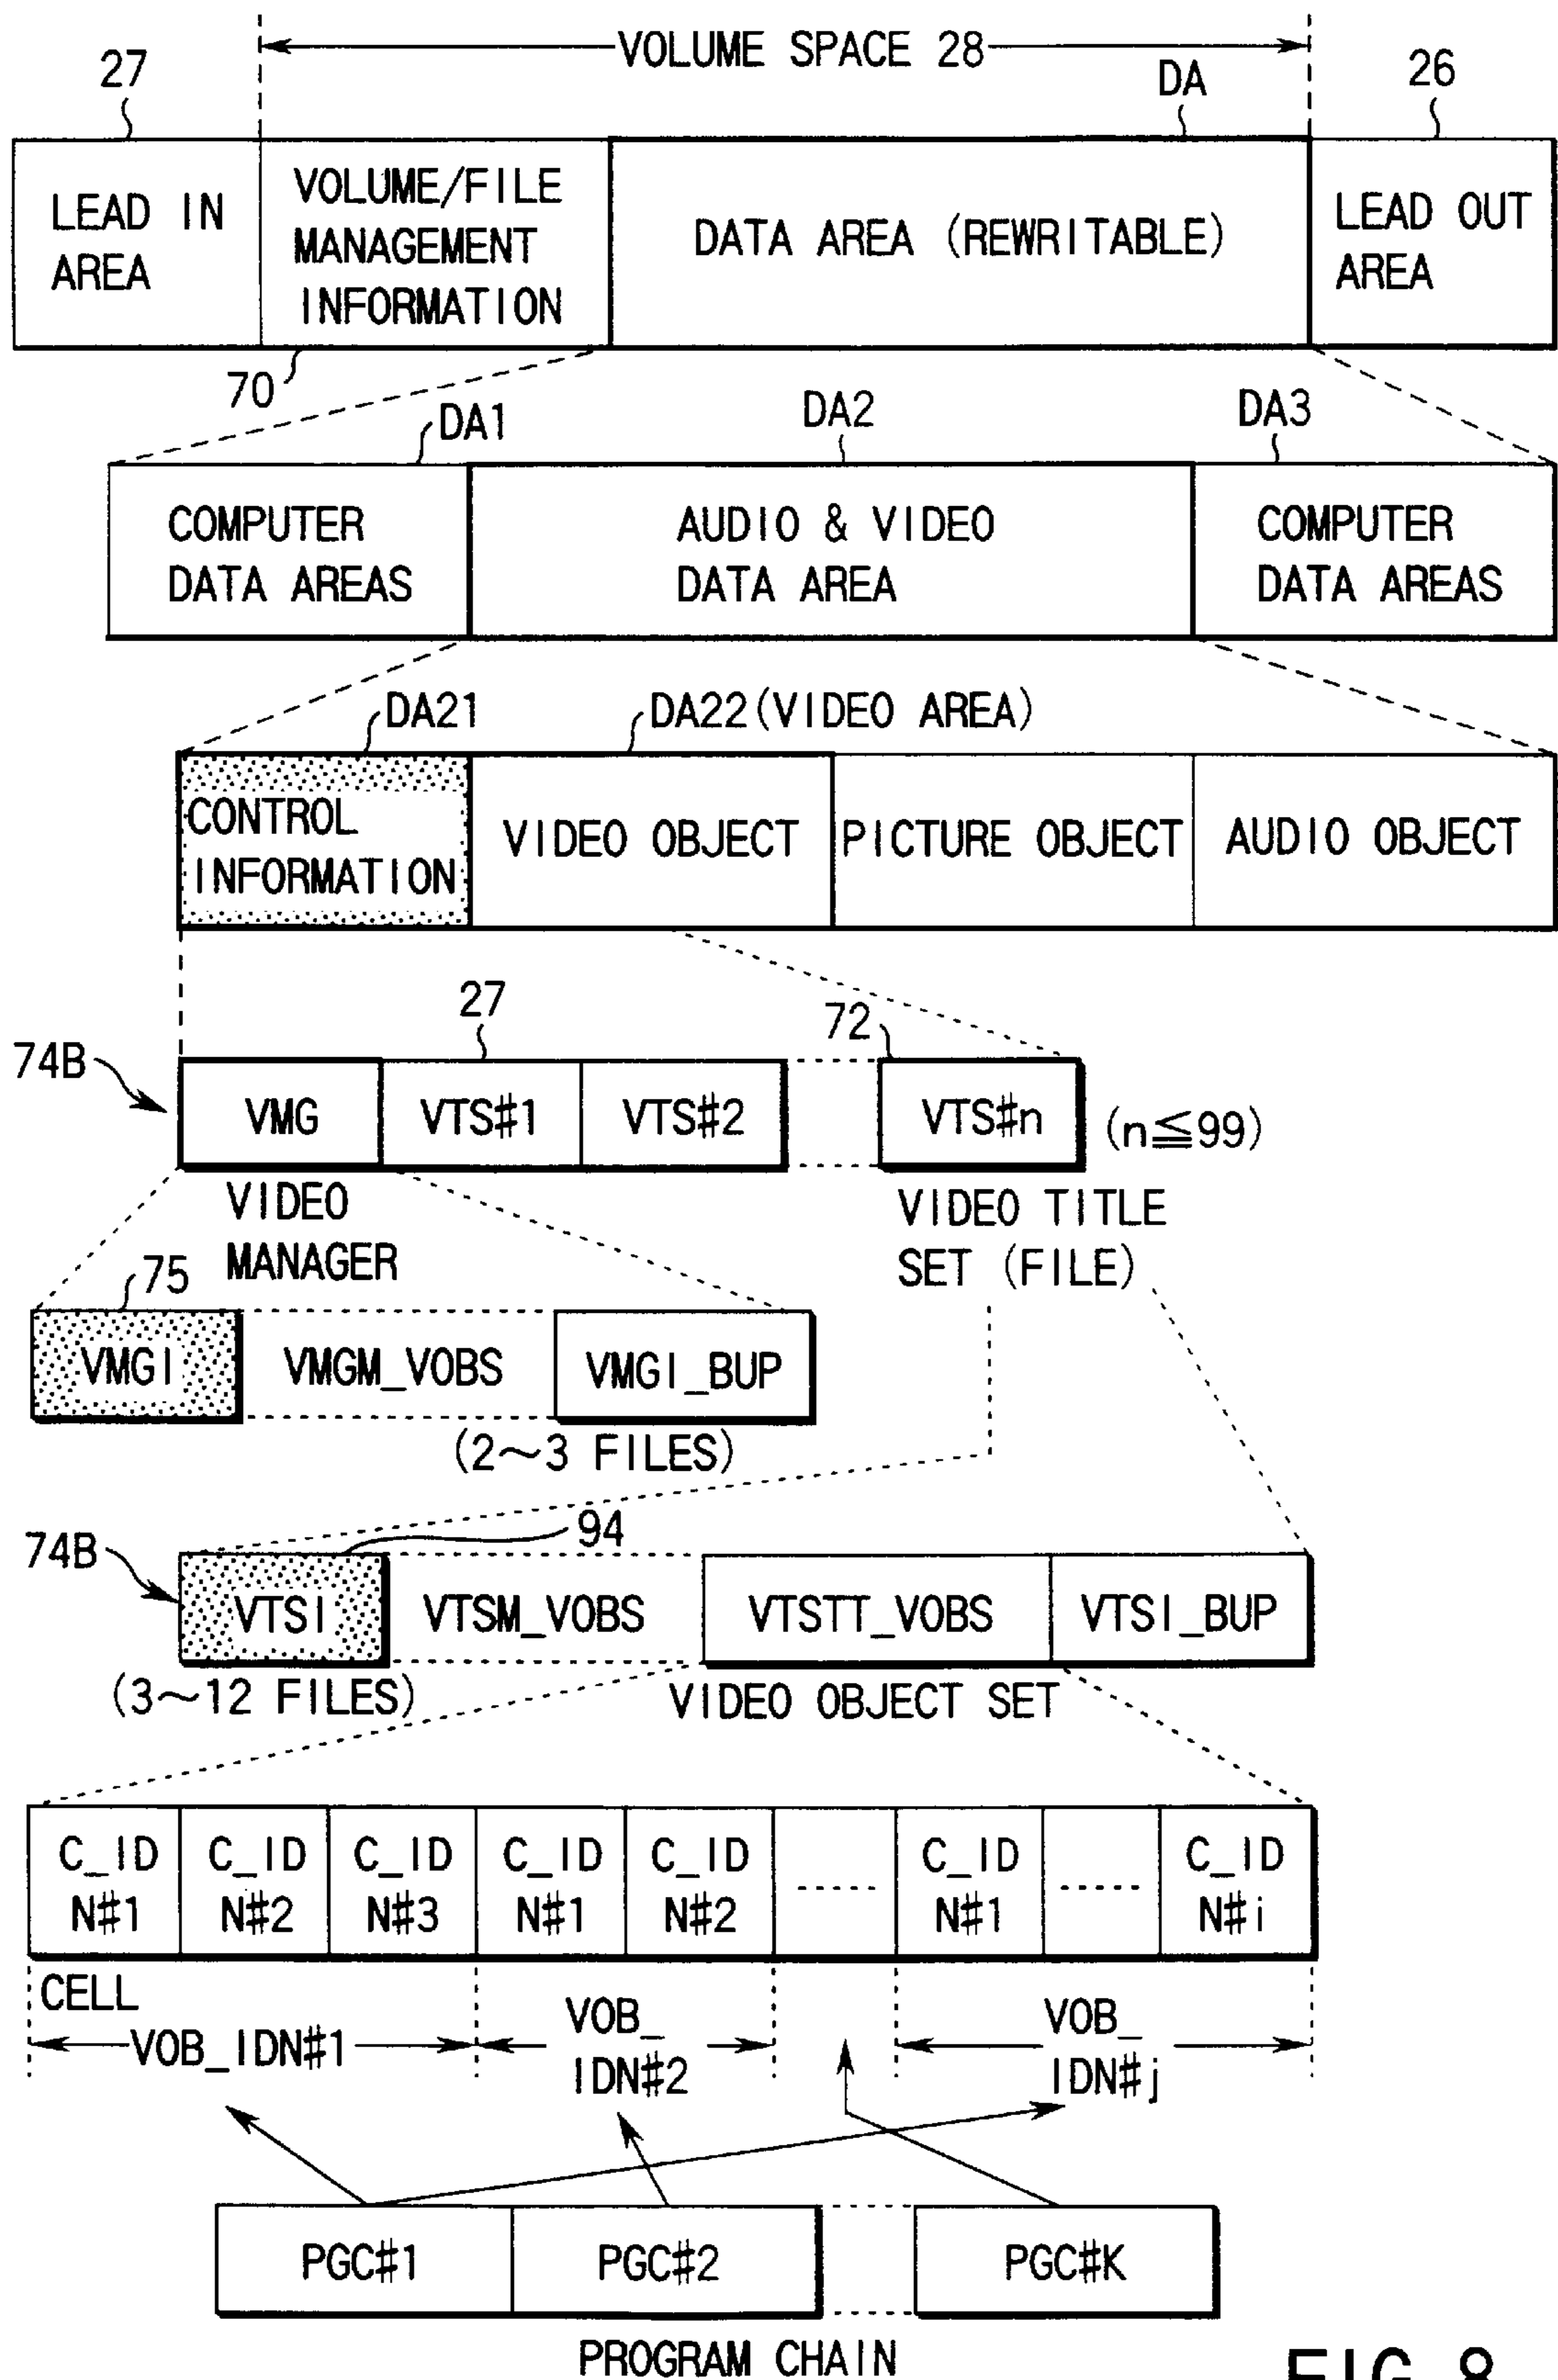 VOLUME SPACE 28
27
DA
26
LEAD IN
AREA
VOLUME/FILE
MANAGEMENT
INFORMATION
DATA AREA (REWRITABLE)
LEAD OUT
AREA
70
DA1
DA2
DA3
COMPUTER
DATA AREAS
AUDIO & VIDEO
DATA AREA
COMPUTER
DATA AREAS
DA21
DA22 (VIDEO AREA)
CONTROL
INFORMATION
VIDEO OBJECT
PICTURE OBJECT
AUDIO OBJECT
27
72
74B
VMG
VTS#1
VTS#2
VTS#n
(n≦99)
VIDEO
MANAGER
VIDEO TITLE
SET (FILE)
75
VMGI
VMGM_VOBS
VMGI_BUP
(2~3 FILES)
94
74B
VTSI
VTSM_VOBS
VTSTT_VOBS
VTSI_BUP
(3~12 FILES)
VIDEO OBJECT SET
C_ID
N#1
C_ID
N#2
C_ID
N#3
C_ID
N#1
C_ID
N#2
C_ID
N#1
C_ID
N#i
CELL
VOB_IDN#1
VOB_
IDN#2
VOB_
IDN#j
PGC#1
PGC#2
PGC#K
PROGRAM CHAIN
FIG. 8